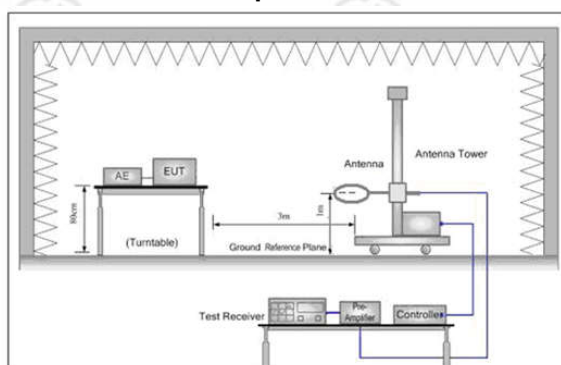 Antenna Tower
Antenna
AE
EUT
80cm
3m
1m
(Turntable)
Ground Reference Plane
Test Receiver
Pre-
Amplifier
Controller